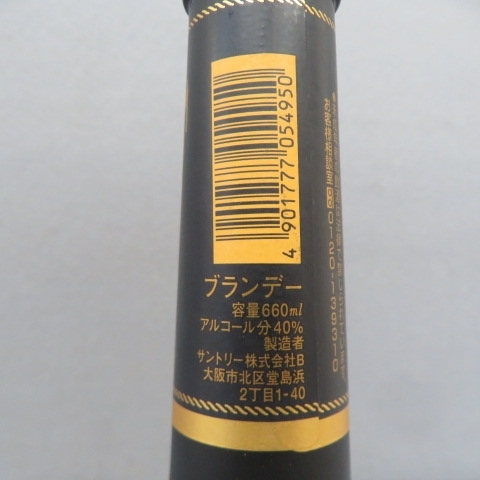 4 901777 054950
ブランデー
容量660ml
アルコール分40%
製造者
サントリー株式会社B
大阪市北区堂島浜
2丁目1-40
0120-139310